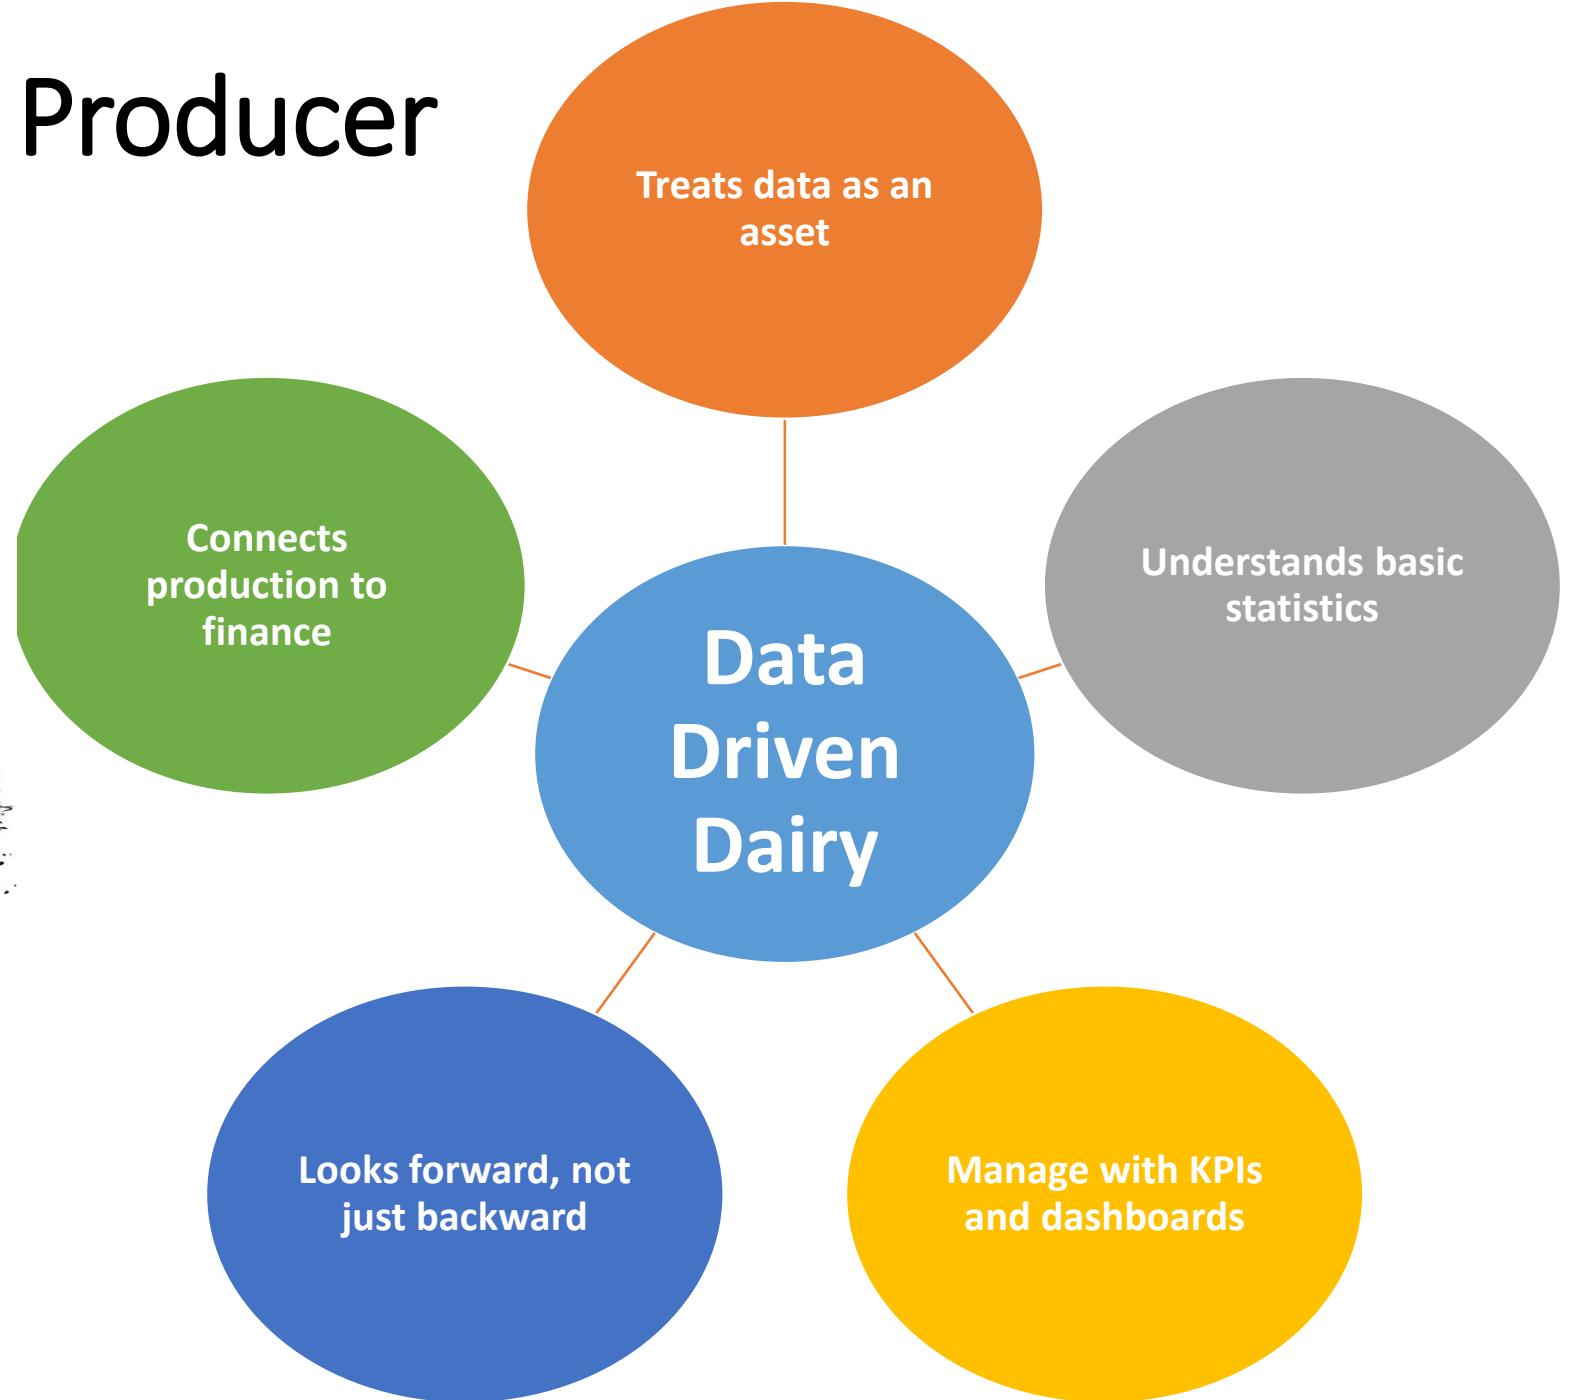 Producer
Treats data as an
asset
Connects
production to
finance
Understands basic
statistics
Data
Driven
Dairy
Looks forward, not
just backward
Manage with KPIs
and dashboards